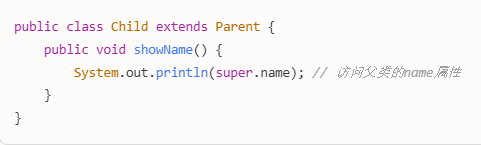 public class Child extends Parent {
    public void showName() {
        System.out.println(super.name); // 访问父类的name属性
    }
}